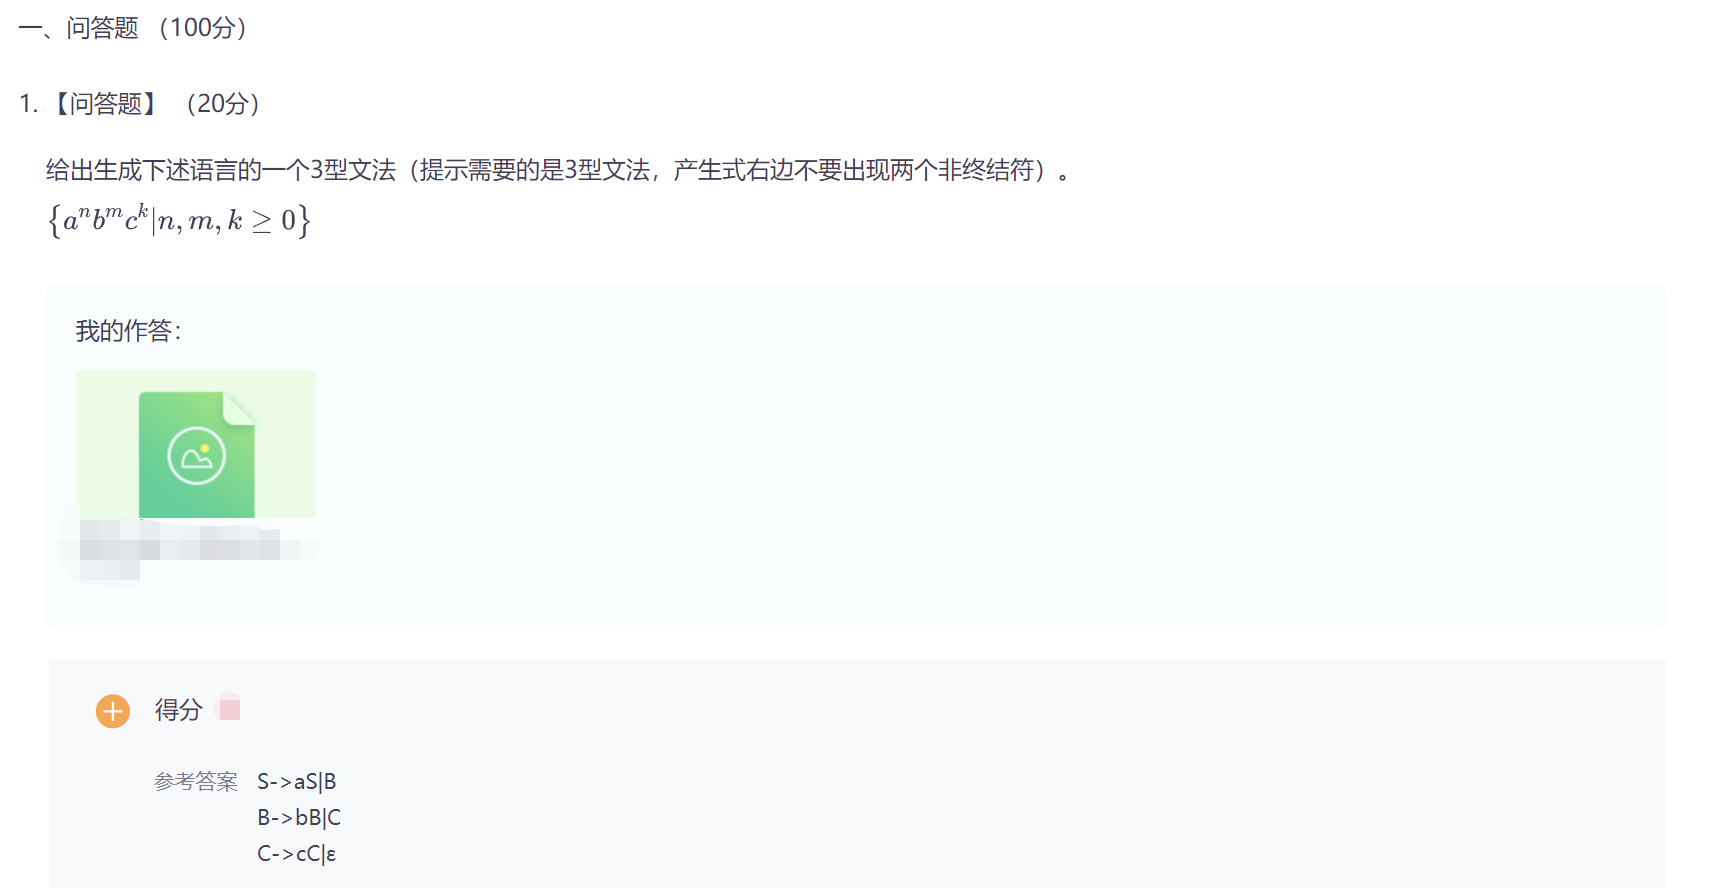 一、问答题 （100分）
1. 【问答题】 （20分）
给出生成下述语言的一个3型文法（提示需要的是3型文法，产生式右边不要出现两个非终结符）。
{aⁿbᵐcᵏ|n, m, k ≥ 0}
我的作答：
得分
参考答案 S->aS|B
B->bB|C
C->cC|ε